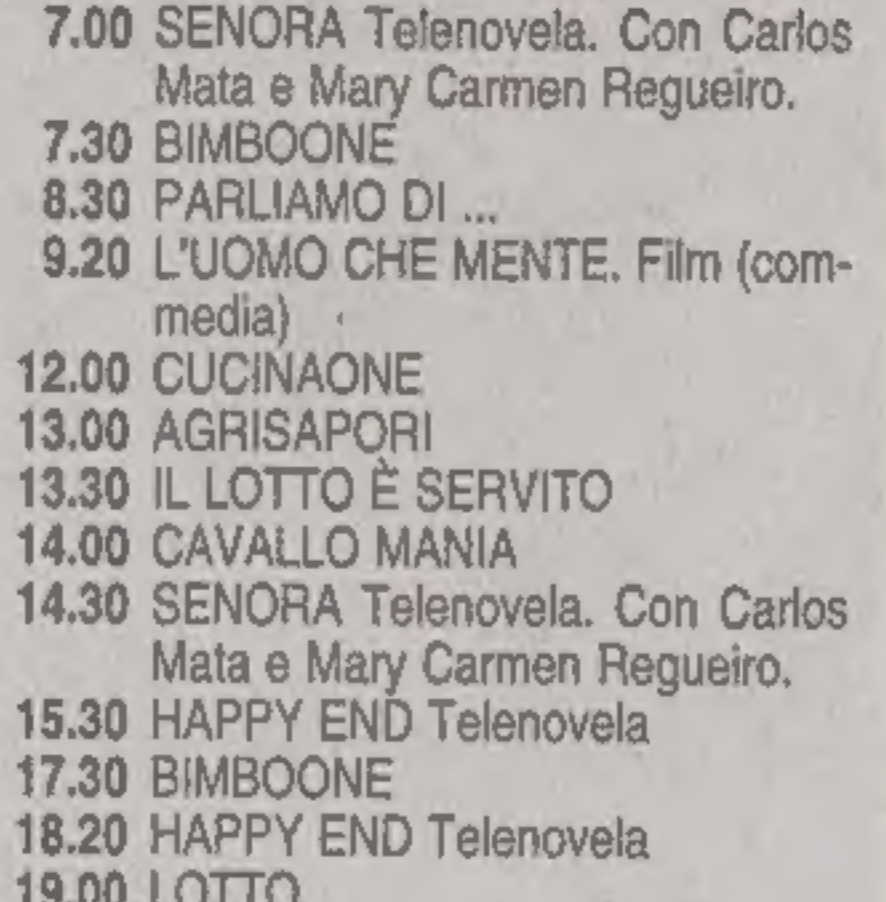 7.00 SENORA Telenovela. Con Carlos
Mata e Mary Carmen Regueiro.
7.30 BIMBOONE
8.30 PARLIAMO DI ...
9.20 L'UOMO CHE MENTE. Film (com-
media)
12.00 CUCINAONE
13.00 AGRISAPORI
13.30 IL LOTTO È SERVITO
14.00 CAVALLO MANIA
14.30 SENORA Telenovela. Con Carlos
Mata e Mary Carmen Regueiro.
15.30 HAPPY END Telenovela
17.30 BIMBOONE
18.20 HAPPY END Telenovela
19.00 LOTTO